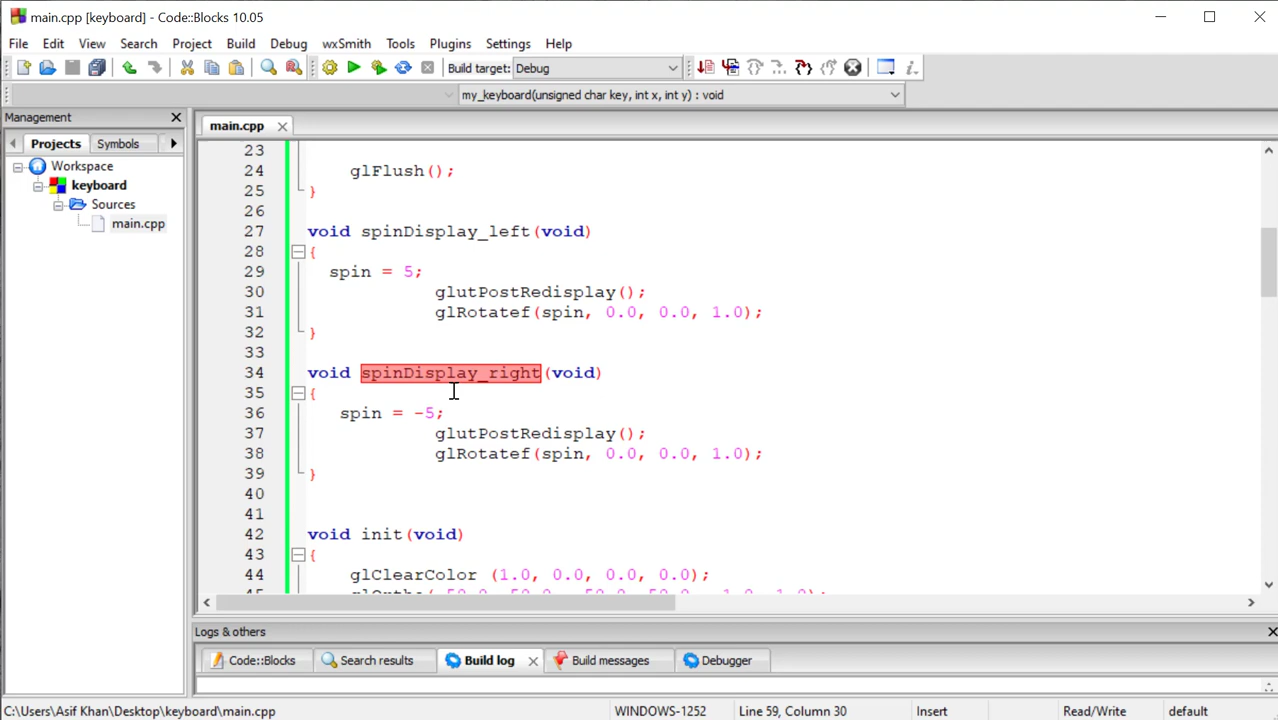 main.cpp [keyboard] - Code::Blocks 10.05
File Edit View Search Project Build Debug wxSmith Tools Plugins Settings Help
Build target: Debug
my_keyboard(unsigned char key, int x, int y) : void
Management
main.cpp
Projects Symbols
Workspace
keyboard
Sources
main.cpp
23
24 glFlush();
25 }
26
27 void spinDisplay_left(void)
28 {
29 spin = 5;
30 glutPostRedisplay();
31 glRotatef(spin, 0.0, 0.0, 1.0);
32 }
33
34 void spinDisplay_right(void)
35 {
36 spin = -5;
37 glutPostRedisplay();
38 glRotatef(spin, 0.0, 0.0, 1.0);
39 }
40
41
42 void init(void)
43 {
44 glClearColor (1.0, 0.0, 0.0, 0.0);
Logs & others
Code::Blocks Search results Build log Build messages Debugger
C:\Users\Asif Khan\Desktop\keyboard\main.cpp WINDOWS-1252 Line 59, Column 30 Insert Read/Write default